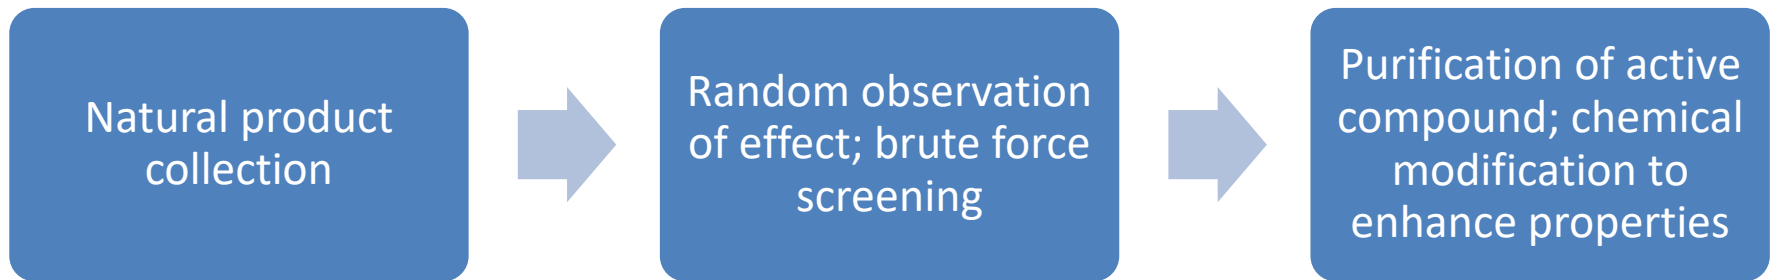 Natural product
collection
Random observation
of effect; brute force
screening
Purification of active
compound; chemical
modification to
enhance properties